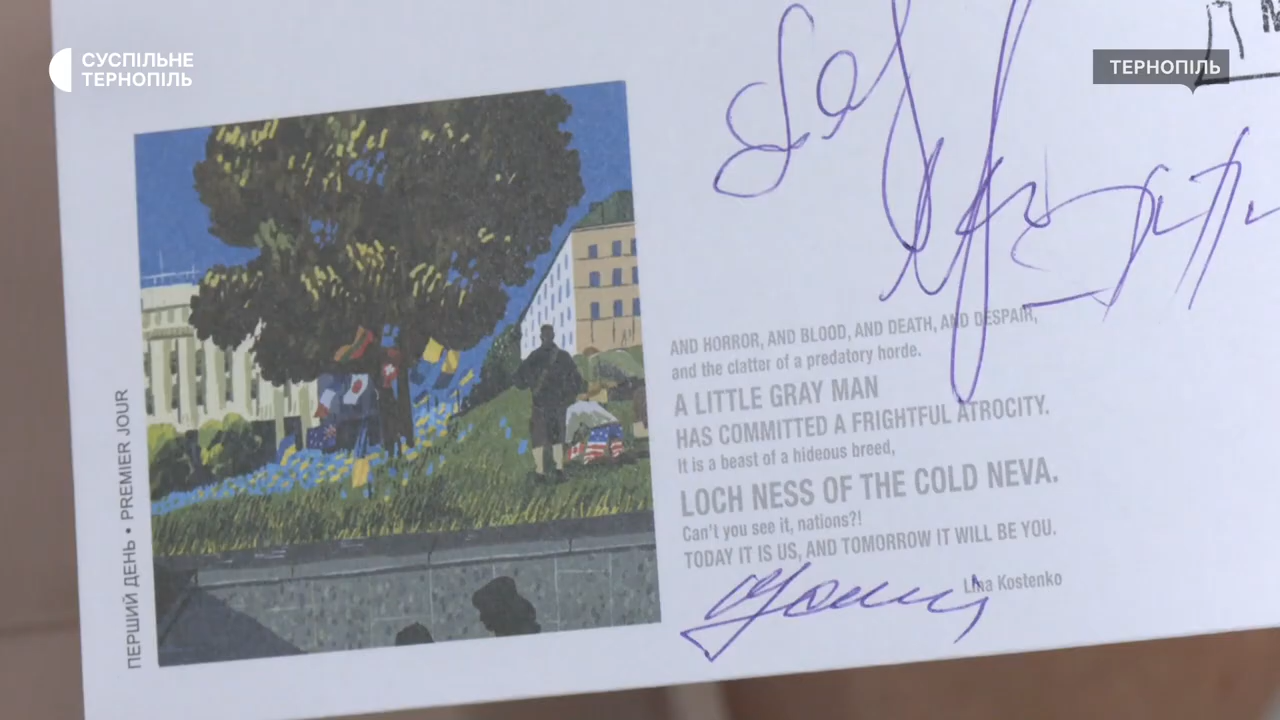 СУСПІЛЬНЕ
ТЕРНОПІЛЬ
ТЕРНОПІЛЬ
ПЕРШИЙ ДЕНЬ • PREMIER JOUR
AND HORROR, AND BLOOD, AND DEATH, AND DESPAIR,
and the clatter of a predatory horde.
A LITTLE GRAY MAN
HAS COMMITTED A FRIGHTFUL ATROCITY.
It is a beast of a hideous breed,
LOCH NESS OF THE COLD NEVA.
Can't you see it, nations?!
TODAY IT IS US, AND TOMORROW IT WILL BE YOU.
Lina Kostenko